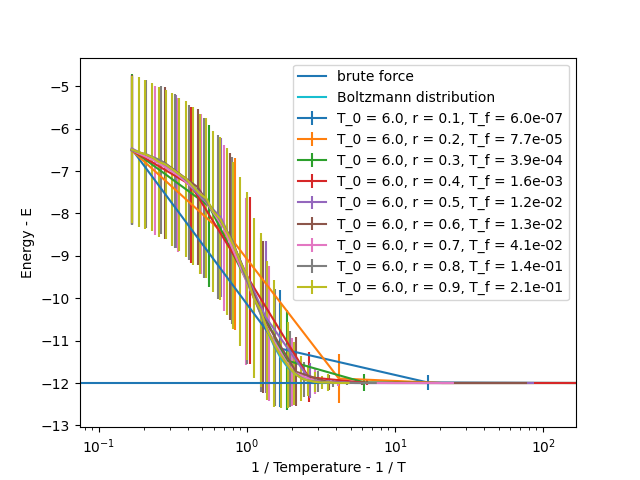 brute force
Boltzmann distribution
T_0 = 6.0, r = 0.1, T_f = 6.0e-07
T_0 = 6.0, r = 0.2, T_f = 7.7e-05
T_0 = 6.0, r = 0.3, T_f = 3.9e-04
T_0 = 6.0, r = 0.4, T_f = 1.6e-03
T_0 = 6.0, r = 0.5, T_f = 1.2e-02
T_0 = 6.0, r = 0.6, T_f = 1.3e-02
T_0 = 6.0, r = 0.7, T_f = 4.1e-02
T_0 = 6.0, r = 0.8, T_f = 1.4e-01
T_0 = 6.0, r = 0.9, T_f = 2.1e-01
Energy - E
−5
−6
−7
−8
−9
−10
−11
−12
−13
10⁻¹ 10⁰ 10¹ 10²
1 / Temperature - 1 / T